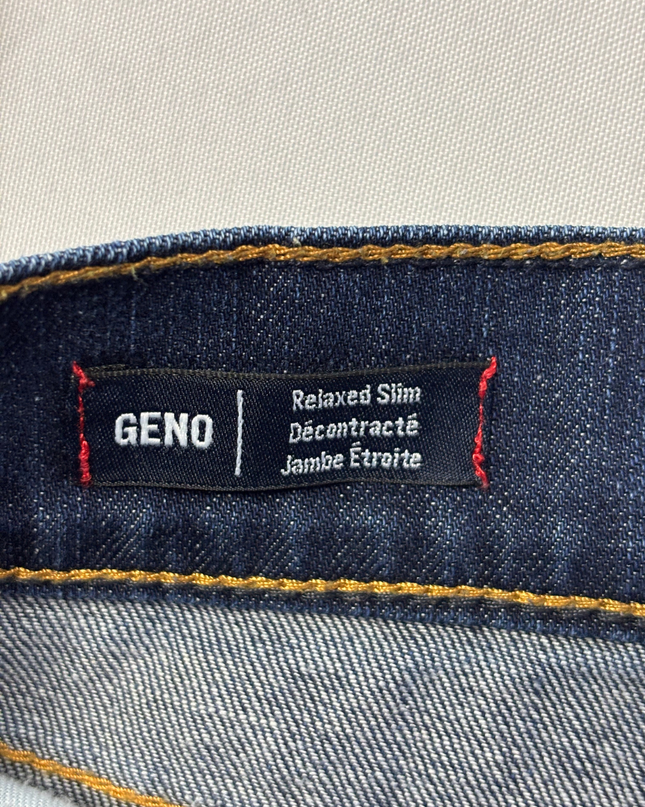 GENO
Relaxed Slim
Décontracté
Jambe Étroite